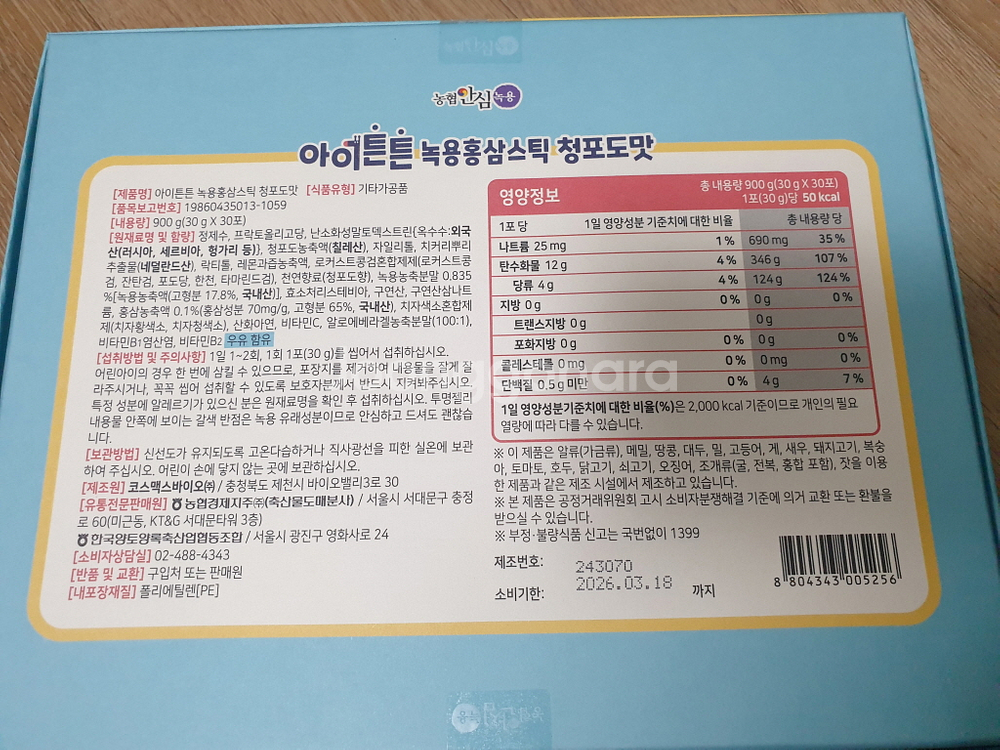 농협안심녹용
아이튼튼 녹용홍삼스틱 청포도맛
[제품명] 아이튼튼 녹용홍삼스틱 청포도맛 [식품유형] 기타가공품
[품목보고번호] 19860435013-1059
[내용량] 900 g(30 g X 30포)
[원재료명 및 함량] 정제수, 프락토올리고당, 난소화성말토덱스트린{옥수수:외국
산(러시아, 세르비아, 헝가리 등)}, 청포도농축액(칠레산), 자일리톨, 치커리뿌리
추출물(네덜란드산), 락티톨, 레몬과즙농축액, 로커스트콩검혼합제제(로커스트콩
검, 잔탄검, 포도당, 한천, 타마린드검), 천연향료(청포도향), 녹용농축분말 0.835
%[녹용농축액(고형분 17.8%, 국내산)], 효소처리스테비아, 구연산, 구연산삼나트
륨, 홍삼농축액 0.1%(홍삼성분 70mg/g, 고형분 65%, 국내산), 치자색소혼합제
제(치자황색소, 치자청색소), 산화아연, 비타민C, 알로에베라겔농축분말(100:1),
비타민B1염산염, 비타민B2 우유 함유
[섭취방법 및 주의사항] 1일 1~2회, 1회 1포(30 g)를 씹어서 섭취하십시오.
어린아이의 경우 한 번에 삼킬 수 있으므로, 포장지를 제거하여 내용물을 잘게 잘
라주시거나, 꼭꼭 씹어 섭취할 수 있도록 보호자분께서 반드시 지켜봐주십시오.
특정 성분에 알레르기가 있으신 분은 원재료명을 확인 후 섭취하십시오. 투명젤리
내용물 안쪽에 보이는 갈색 반점은 녹용 유래성분이므로 안심하고 드셔도 괜찮습
니다.
[보관방법] 신선도가 유지되도록 고온다습하거나 직사광선을 피한 실온에 보관
하여 주십시오. 어린이 손에 닿지 않는 곳에 보관하십시오.
[제조원] 코스맥스바이오㈜ / 충청북도 제천시 바이오밸리3로 30
[유통전문판매원] 농협경제지주㈜(축산물도매분사) / 서울시 서대문구 충정
로 60(미근동, KT&G 서대문타워 3층)
한국양토양록축산업협동조합 / 서울시 광진구 영화사로 24
[소비자상담실] 02-488-4343
[반품 및 교환] 구입처 또는 판매원
[내포장재질] 폴리에틸렌[PE]
영양정보 총 내용량 900 g(30 g X 30포)
1포(30 g)당 50 kcal
1포 당 1일 영양성분 기준치에 대한 비율 총 내용량 당
나트륨 25 mg 1 % 690 mg 35 %
탄수화물 12 g 4 % 346 g 107 %
당류 4 g 4 % 124 g 124 %
지방 0 g 0 % 0 g 0 %
트랜스지방 0 g 0 g
포화지방 0 g 0 % 0 g 0 %
콜레스테롤 0 mg 0 % 0 mg 0 %
단백질 0.5 g 미만 0 % 4 g 7 %
1일 영양성분기준치에 대한 비율(%)은 2,000 kcal 기준이므로 개인의 필요
열량에 따라 다를 수 있습니다.
※ 이 제품은 알류(가금류), 메밀, 땅콩, 대두, 밀, 고등어, 게, 새우, 돼지고기, 복숭
아, 토마토, 호두, 닭고기, 쇠고기, 오징어, 조개류(굴, 전복, 홍합 포함), 잣을 이용
한 제품과 같은 제조 시설에서 제조하고 있습니다.
※ 본 제품은 공정거래위원회 고시 소비자분쟁해결 기준에 의거 교환 또는 환불을
받으실 수 있습니다.
※ 부정·불량식품 신고는 국번없이 1399
제조번호: 243070
소비기한: 2026.03.18 까지
8 804343 005256